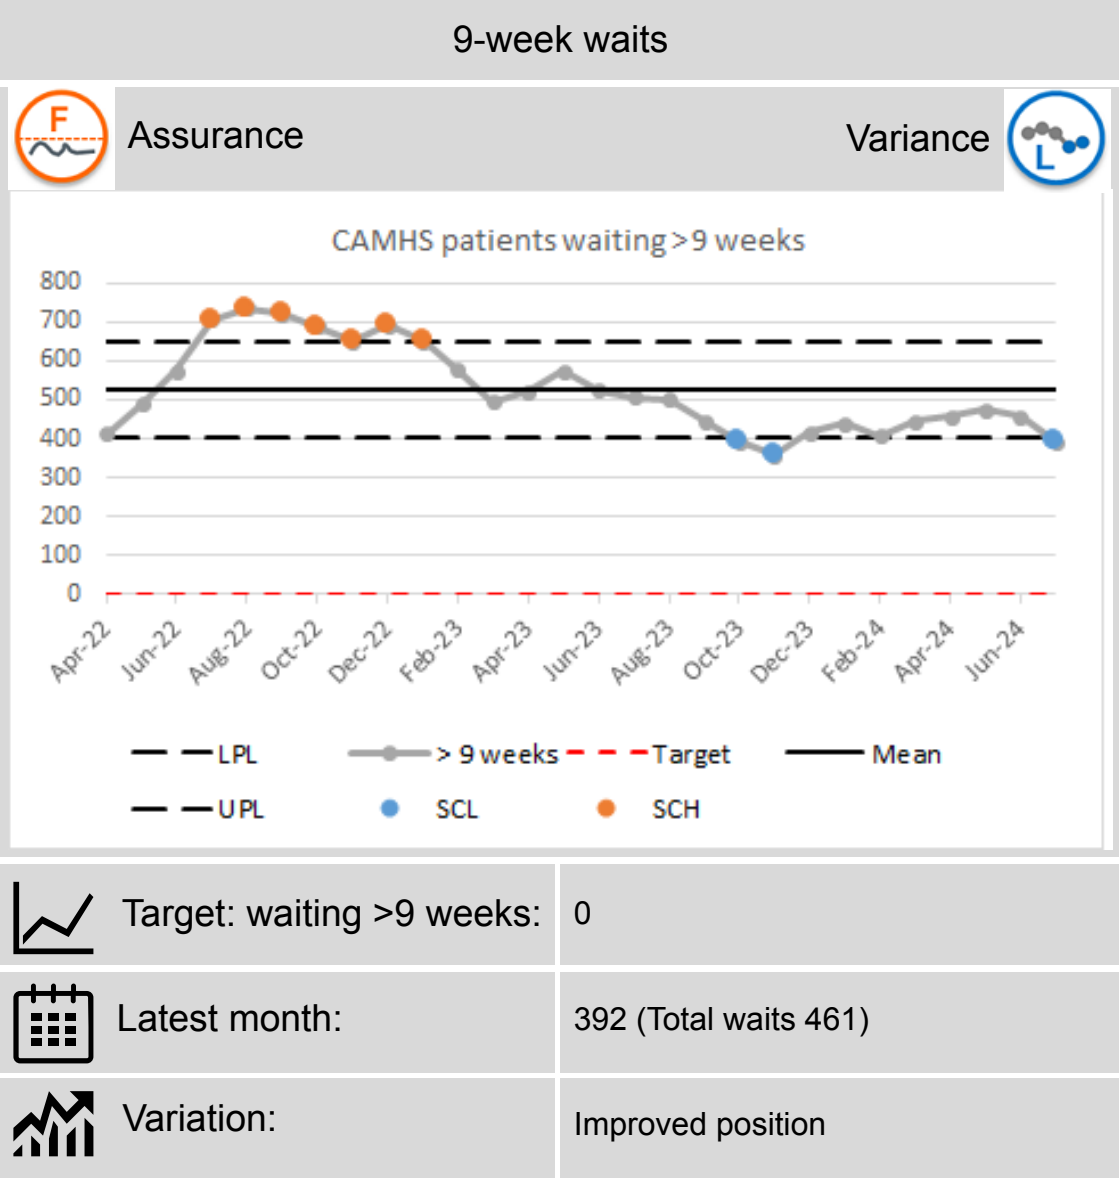 9-week waits
F
Assurance
Variance
L
CAMHS patients waiting >9 weeks
800
700
600
500
400
300
200
100
0
Apr-22
Jun-22
Aug-22
Oct-22
Dec-22
Feb-23
Apr-23
Jun-23
Aug-23
Oct-23
Dec-23
Feb-24
Apr-24
Jun-24
LPL
> 9 weeks
Target
Mean
UPL
SCL
SCH
Target: waiting >9 weeks: 0
Latest month: 392 (Total waits 461)
Variation: Improved position